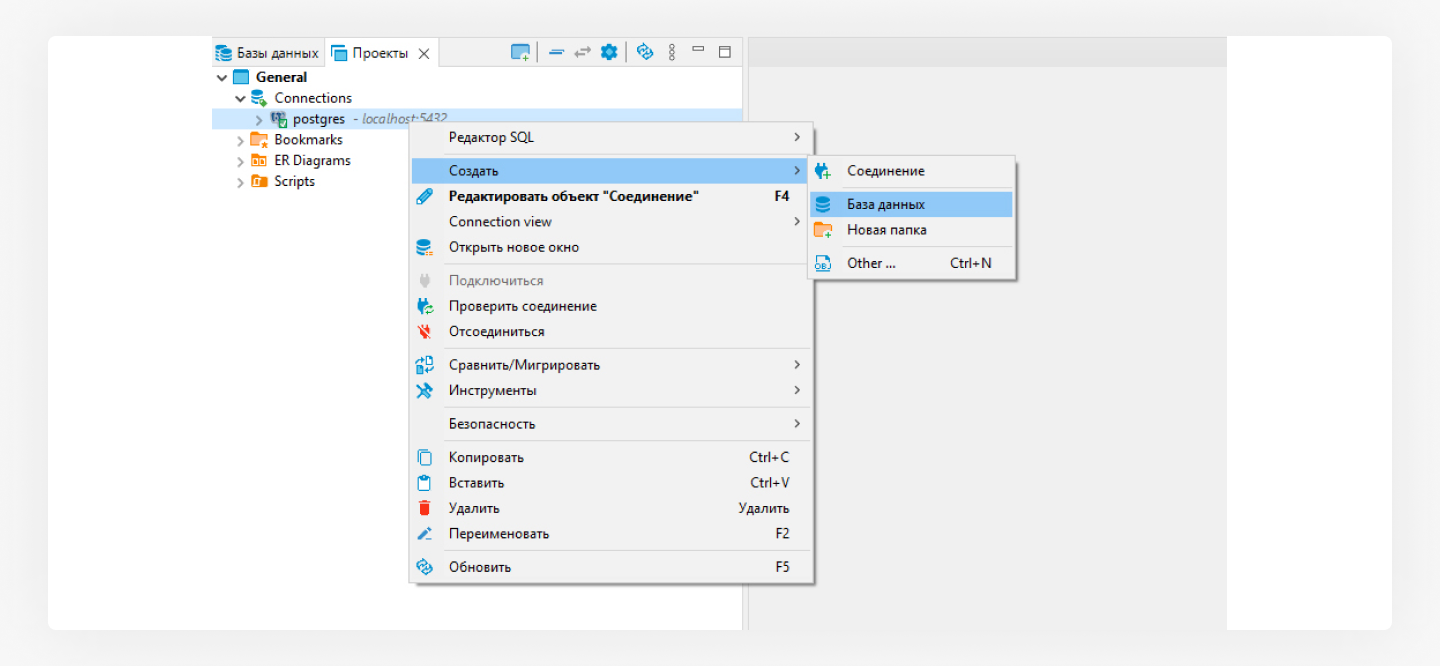 Базы данных Проекты
General
Connections
postgres - localhost:5432
Bookmarks
ER Diagrams
Scripts
Редактор SQL
Создать
Редактировать объект "Соединение" F4
Connection view
Открыть новое окно
Подключиться
Проверить соединение
Отсоединиться
Сравнить/Мигрировать
Инструменты
Безопасность
Копировать Ctrl+C
Вставить Ctrl+V
Удалить Удалить
Переименовать F2
Обновить F5
Соединение
База данных
Новая папка
Other ... Ctrl+N